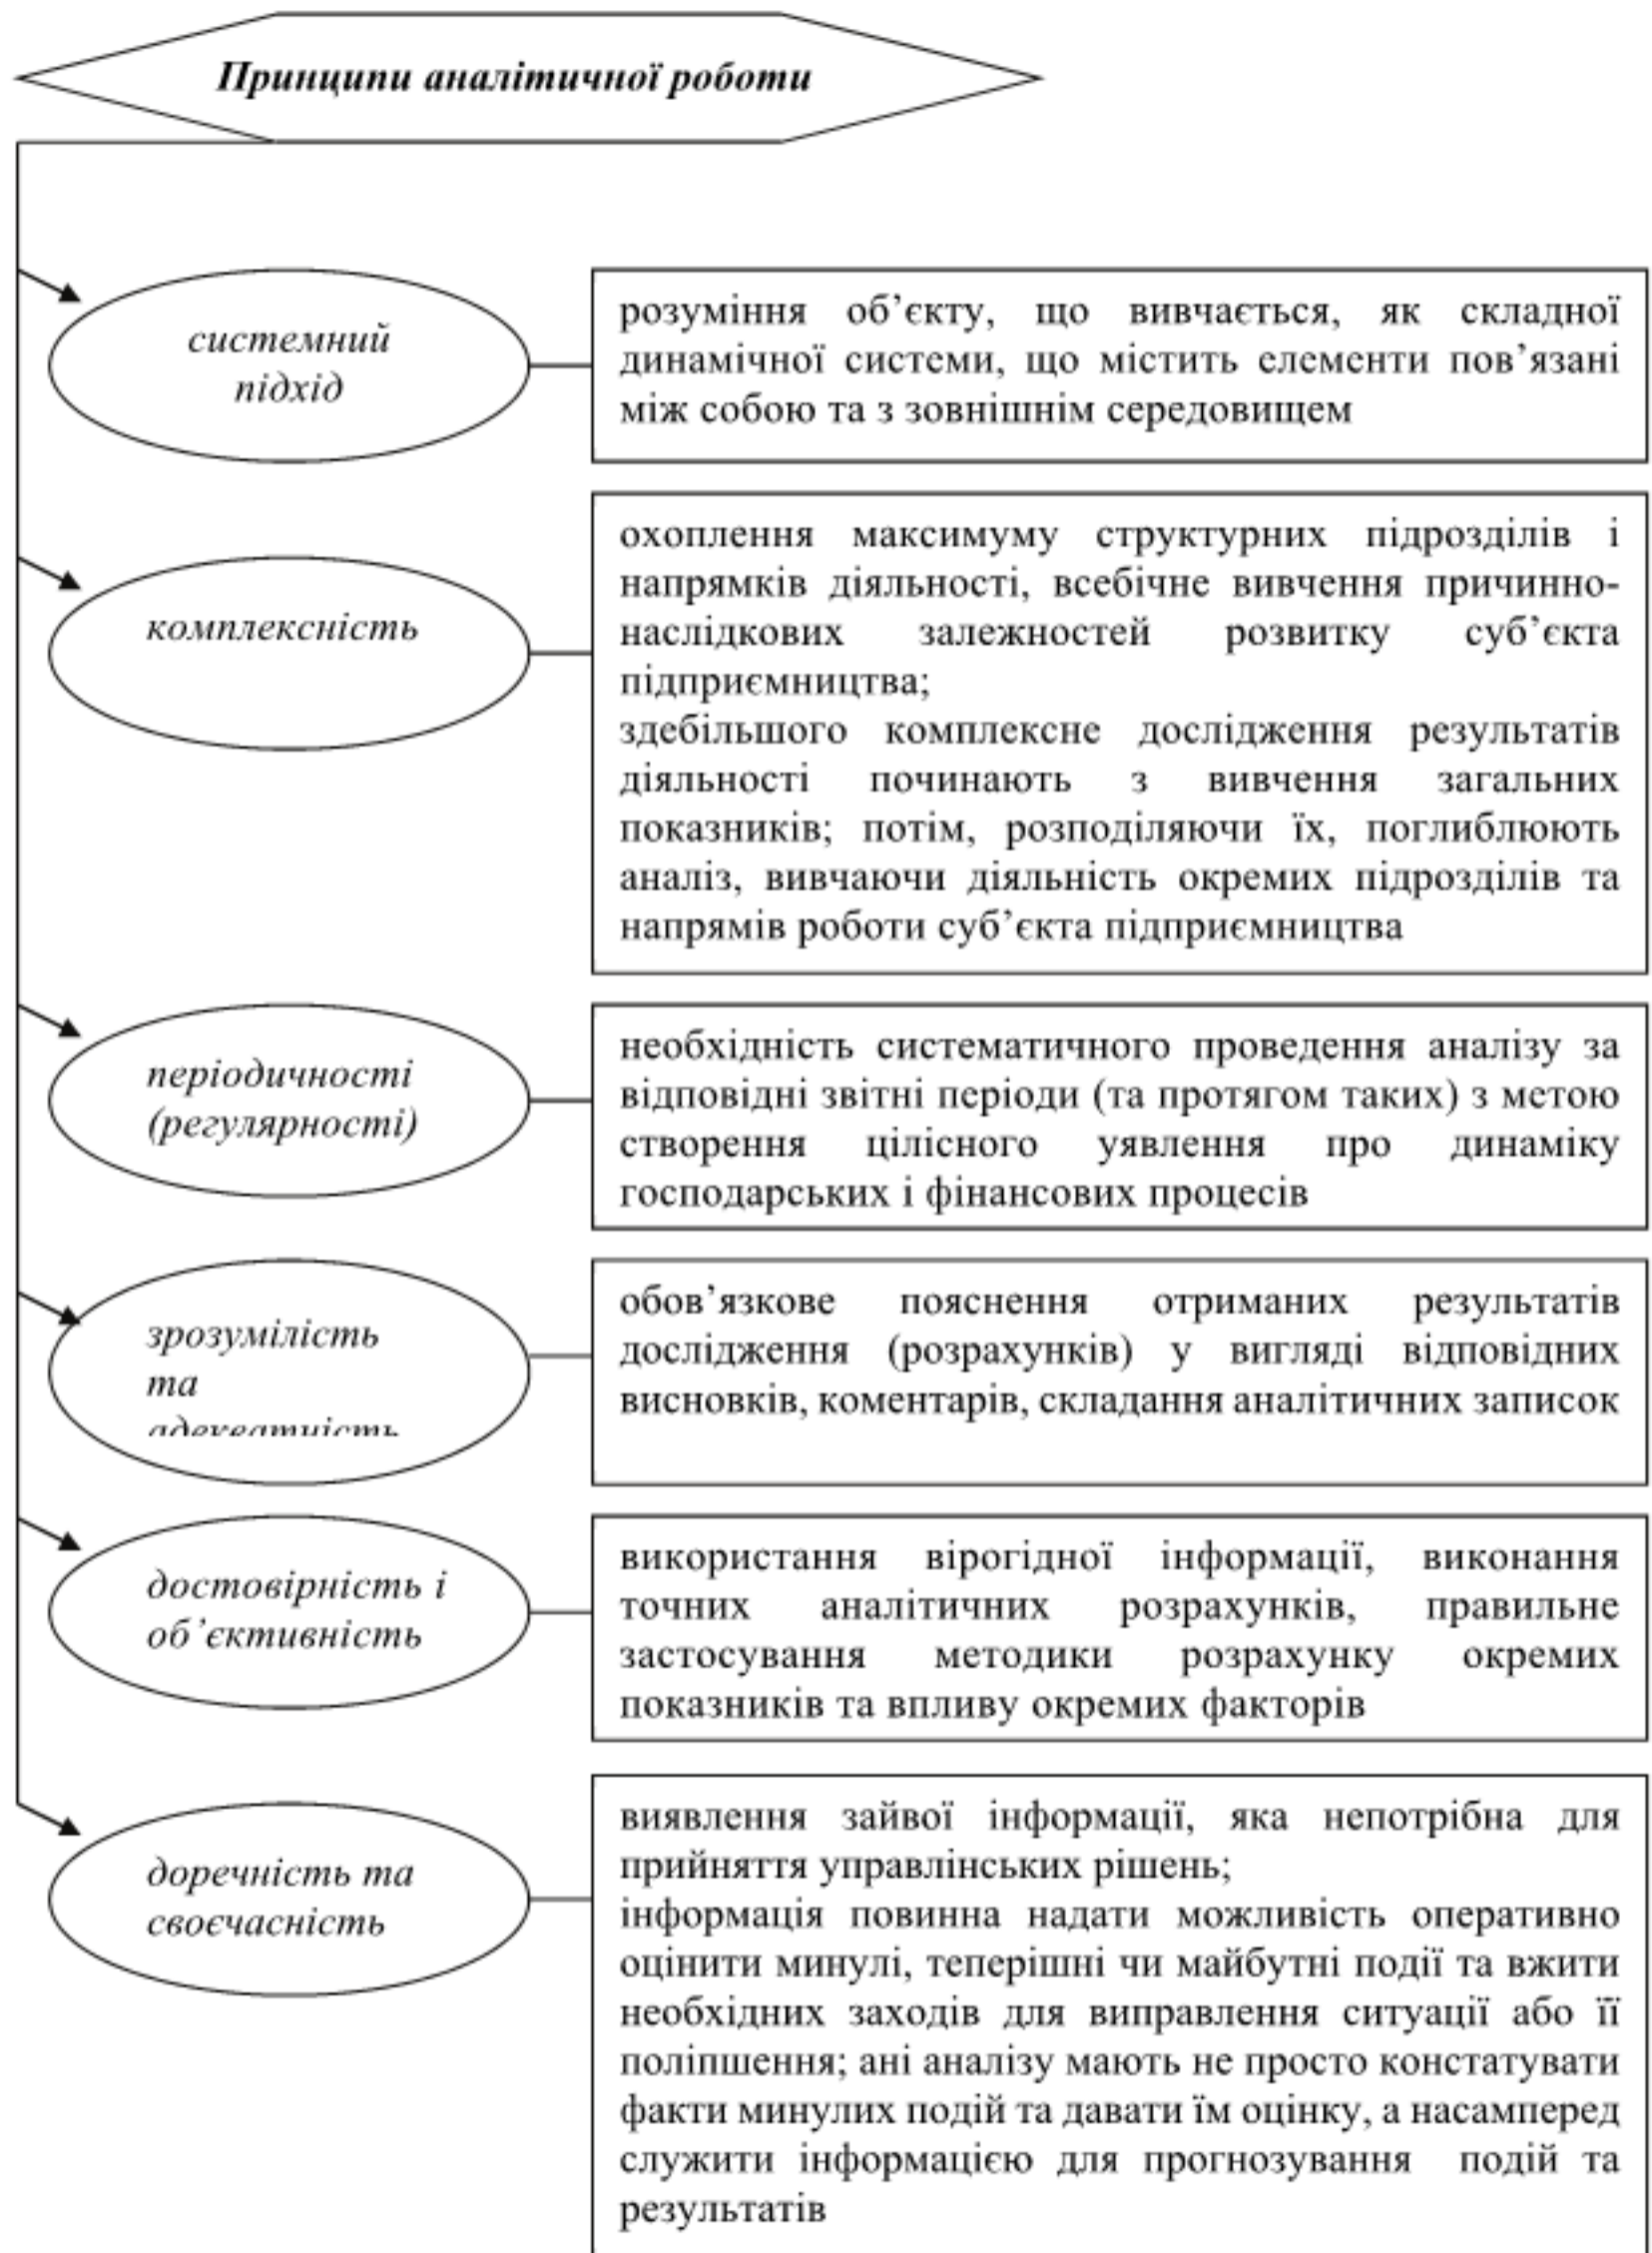 Принципи аналітичної роботи
системний
підхід
розуміння об’єкту, що вивчається, як складної
динамічної системи, що містить елементи пов’язані
між собою та з зовнішнім середовищем
комплексність
охоплення максимуму структурних підрозділів і
напрямків діяльності, всебічне вивчення причинно-
наслідкових залежностей розвитку суб’єкта
підприємництва;
здебільшого комплексне дослідження результатів
діяльності починають з вивчення загальних
показників; потім, розподіляючи їх, поглиблюють
аналіз, вивчаючи діяльність окремих підрозділів та
напрямів роботи суб’єкта підприємництва
періодичності
(регулярності)
необхідність систематичного проведення аналізу за
відповідні звітні періоди (та протягом таких) з метою
створення цілісного уявлення про динаміку
господарських і фінансових процесів
зрозумілість
та
адекватність
обов’язкове пояснення отриманих результатів
дослідження (розрахунків) у вигляді відповідних
висновків, коментарів, складання аналітичних записок
достовірність і
об’єктивність
використання вірогідної інформації, виконання
точних аналітичних розрахунків, правильне
застосування методики розрахунку окремих
показників та впливу окремих факторів
доречність та
своєчасність
виявлення зайвої інформації, яка непотрібна для
прийняття управлінських рішень;
інформація повинна надати можливість оперативно
оцінити минулі, теперішні чи майбутні події та вжити
необхідних заходів для виправлення ситуації або її
поліпшення; ані аналізу мають не просто констатувати
факти минулих подій та давати їм оцінку, а насамперед
служити інформацією для прогнозування подій та
результатів